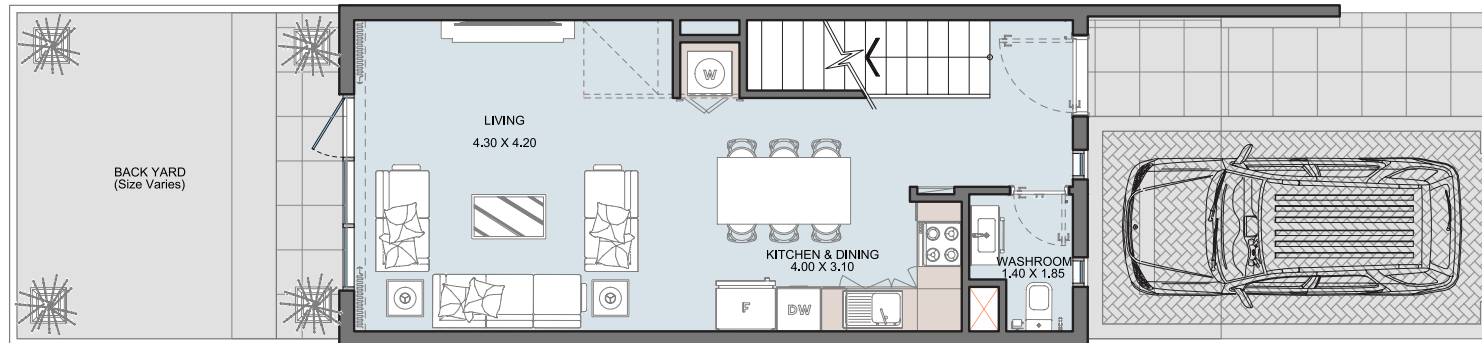 W
LIVING
4.30 X 4.20
BACK YARD
(Size Varies)
KITCHEN & DINING
4.00 X 3.10
WASHROOM
1.40 X 1.85
F
DW